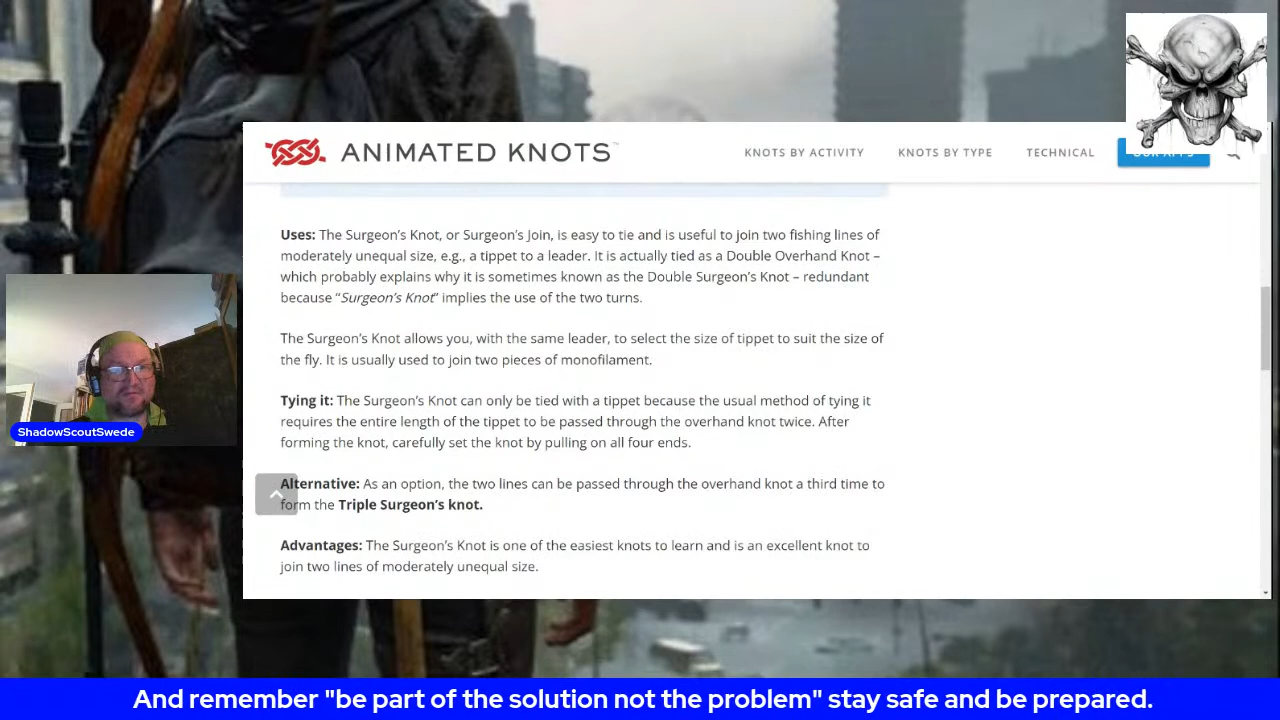 ANIMATED KNOTS™
KNOTS BY ACTIVITY
KNOTS BY TYPE
TECHNICAL
Uses: The Surgeon's Knot, or Surgeon's Join, is easy to tie and is useful to join two fishing lines of
moderately unequal size, e.g., a tippet to a leader. It is actually tied as a Double Overhand Knot –
which probably explains why it is sometimes known as the Double Surgeon's Knot – redundant
because “Surgeon's Knot” implies the use of the two turns.
The Surgeon's Knot allows you, with the same leader, to select the size of tippet to suit the size of
the fly. It is usually used to join two pieces of monofilament.
Tying it: The Surgeon's Knot can only be tied with a tippet because the usual method of tying it
requires the entire length of the tippet to be passed through the overhand knot twice. After
forming the knot, carefully set the knot by pulling on all four ends.
Alternative: As an option, the two lines can be passed through the overhand knot a third time to
form the Triple Surgeon's knot.
Advantages: The Surgeon's Knot is one of the easiest knots to learn and is an excellent knot to
join two lines of moderately unequal size.
ShadowScoutSwede
And remember "be part of the solution not the problem" stay safe and be prepared.